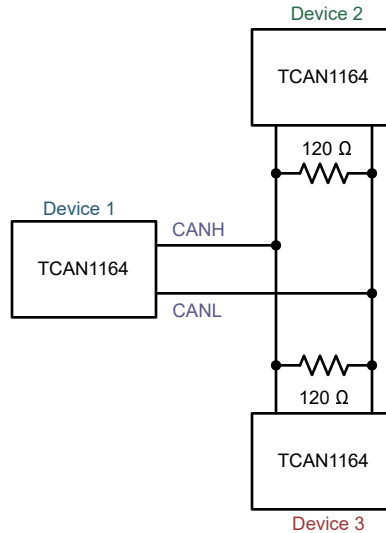 Device 2
TCAN1164
120 Ω
Device 1
CANH
TCAN1164
CANL
120 Ω
TCAN1164
Device 3